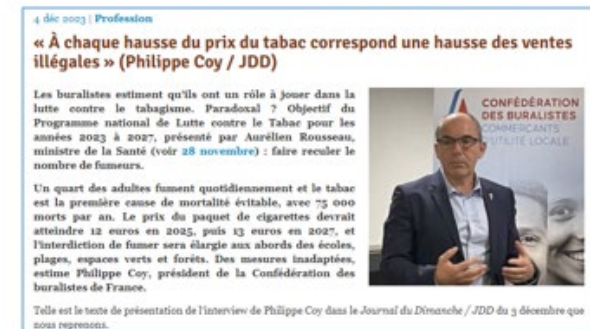 4 déc 2023 | Profession
« À chaque hausse du prix du tabac correspond une hausse des ventes
illégales » (Philippe Coy / JDD)
Les buralistes estiment qu'ils ont un rôle à jouer dans la
lutte contre le tabagisme. Paradoxal ? Objectif du
Programme national de Lutte contre le Tabac pour les
années 2023 à 2027, présenté par Aurélien Rousseau,
ministre de la Santé (voir 28 novembre) : faire reculer le
nombre de fumeurs.
Un quart des adultes fument quotidiennement et le tabac
est la première cause de mortalité évitable, avec 75 000
morts par an. Le prix du paquet de cigarettes devrait
atteindre 12 euros en 2025, puis 13 euros en 2027, et
l'interdiction de fumer sera élargie aux abords des écoles,
plages, espaces verts et forêts. Des mesures inadaptées,
estime Philippe Coy, président de la Confédération des
buralistes de France.
CONFÉDÉRATION
DES BURALISTES
COMMERÇANTS
D'UTILITÉ LOCALE
Telle est le texte de présentation de l'interview de Philippe Coy dans le Journal du Dimanche / JDD du 3 décembre que
nous reprenons.